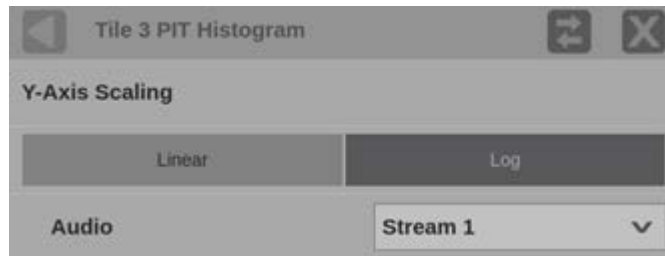 Tile 3 PIT Histogram
Y-Axis Scaling
Linear Log
Audio Stream 1